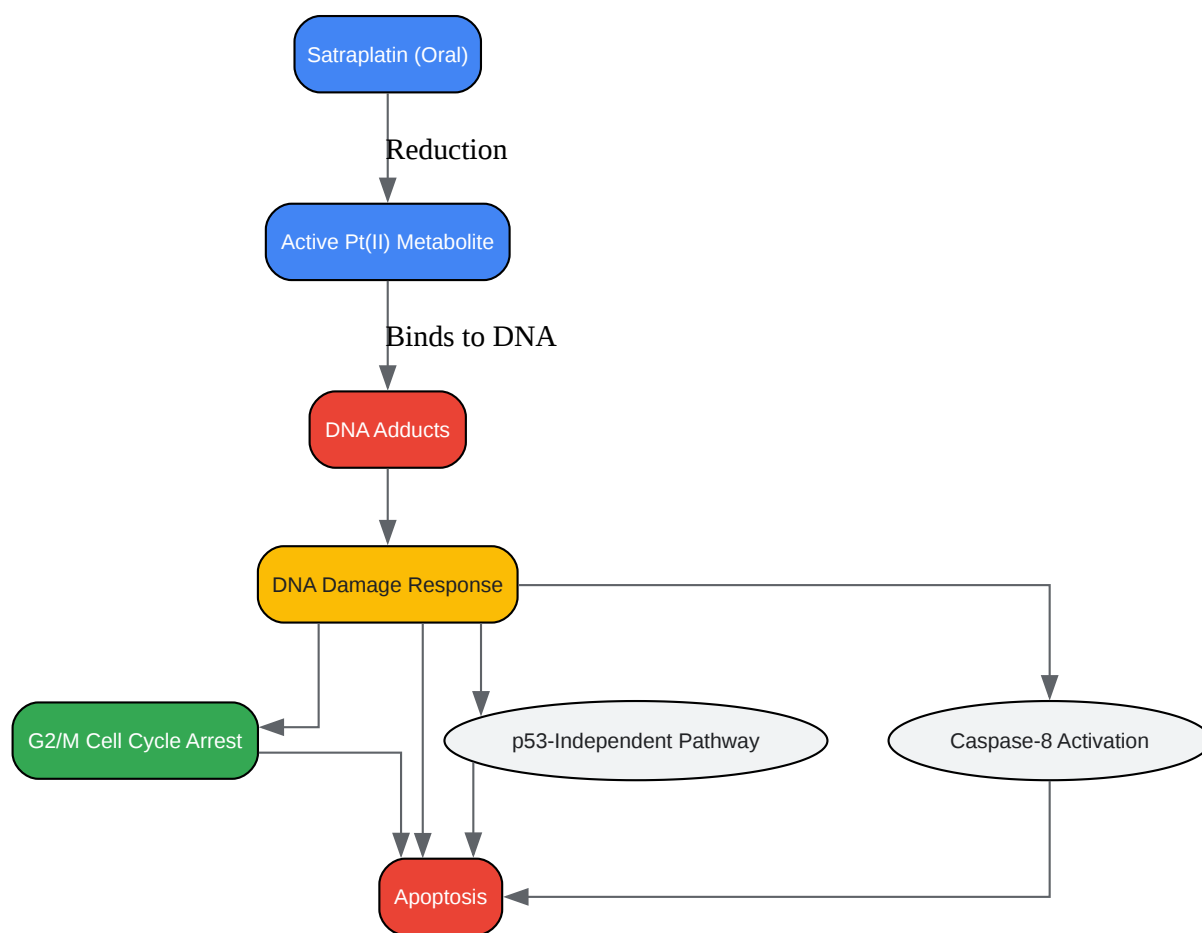 Satraplatin (Oral)
Reduction
Active Pt(II) Metabolite
Binds to DNA
DNA Adducts
DNA Damage Response
G2/M Cell Cycle Arrest
p53-Independent Pathway
Caspase-8 Activation
Apoptosis